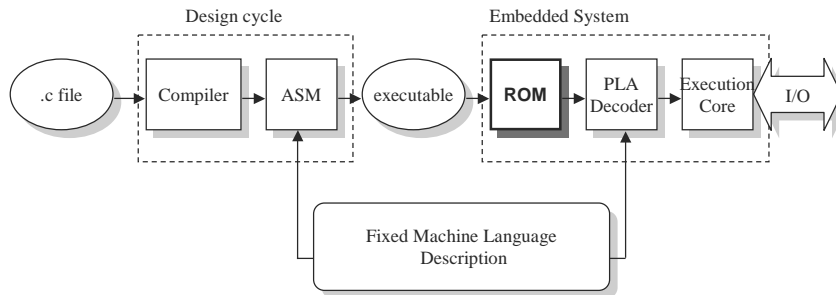 Design cycle
Embedded System
.c file
Compiler
ASM
executable
ROM
PLA
Decoder
Execution
Core
I/O
Fixed Machine Language
Description